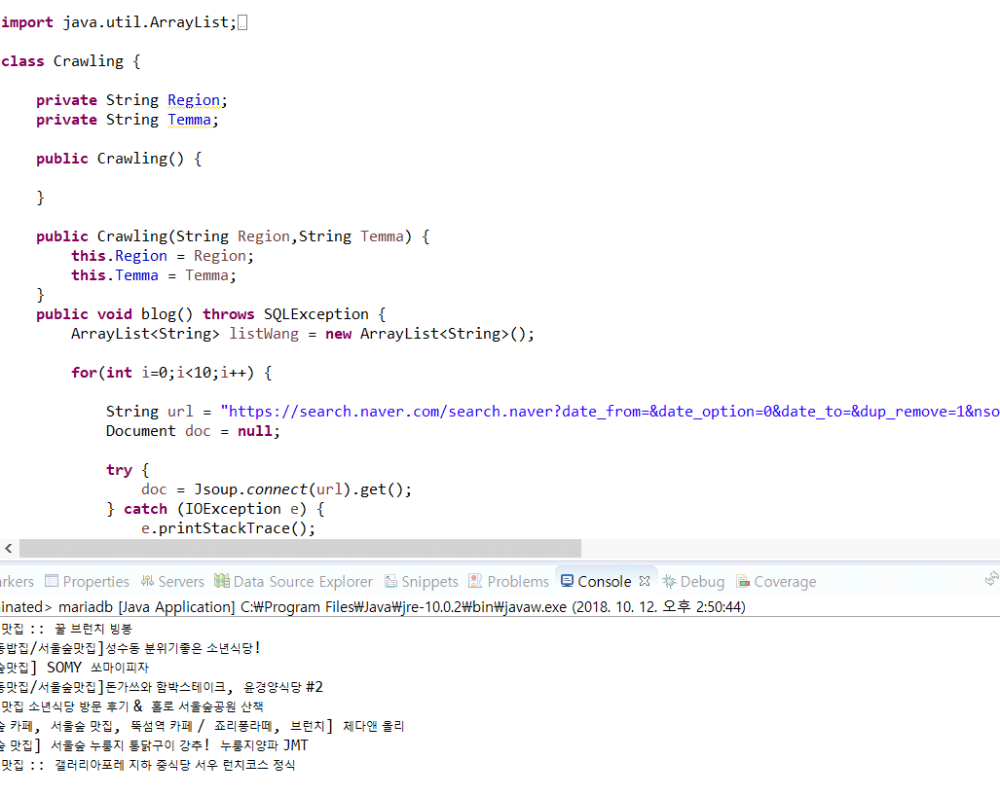 import java.util.ArrayList;
class Crawling {
private String Region;
private String Temma;
public Crawling() {
}
public Crawling(String Region,String Temma) {
this.Region = Region;
this.Temma = Temma;
}
public void blog() throws SQLException {
ArrayList<String> listWang = new ArrayList<String>();
for(int i=0;i<10;i++) {
String url = "https://search.naver.com/search.naver?date_from=&date_option=0&date_to=&dup_remove=1&nso
Document doc = null;
try {
doc = Jsoup.connect(url).get();
} catch (IOException e) {
e.printStackTrace();
arkers Properties Servers Data Source Explorer Snippets Problems Console Debug Coverage
inated> mariadb [Java Application] C:₩Program Files₩Java₩jre-10.0.2₩bin₩javaw.exe (2018. 10. 12. 오후 2:50:44)
맛집 :: 꿀 브런치 빙봉
동밥집/서울숲맛집]성수동 분위기좋은 소년식당!
숲맛집] SOMY 쏘마이피자
동맛집/서울숲맛집]돈가쓰와 함박스테이크, 윤경양식당 #2
맛집 소년식당 방문 후기 & 홀로 서울숲공원 산책
숲 카페, 서울숲 맛집, 뚝섬역 카페 / 죠리퐁라떼, 브런치] 체다앤 올리
숲 맛집] 서울숲 누룽지 통닭구이 강추! 누룽지양파 JMT
맛집 :: 갤러리아포레 지하 중식당 서우 런치코스 정식